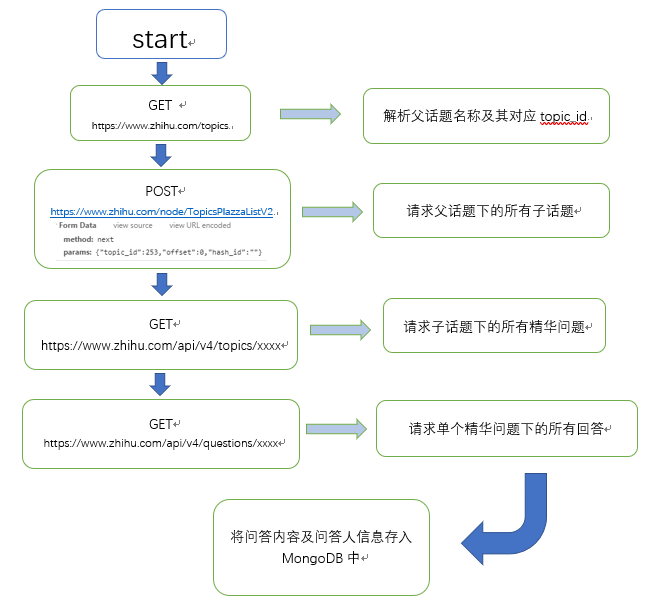 start
GET
https://www.zhihu.com/topics
解析父话题名称及其对应 topic_id
POST
https://www.zhihu.com/node/TopicsPlazzaListV2
Form Data view source view URL encoded
method: next
params: {"topic_id":253,"offset":0,"hash_id":""}
请求父话题下的所有子话题
GET
https://www.zhihu.com/api/v4/topics/xxxx
请求子话题下的所有精华问题
GET
https://www.zhihu.com/api/v4/questions/xxxx
请求单个精华问题下的所有回答
将问答内容及问答人信息存入
MongoDB 中